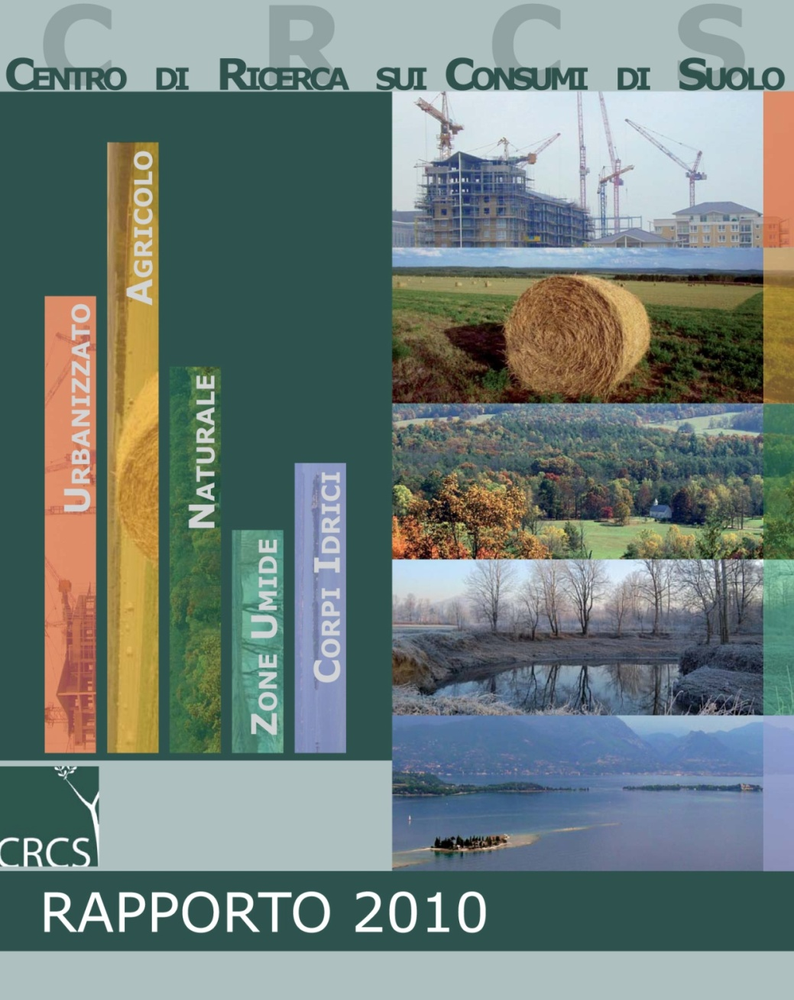 C R C S
CENTRO DI RICERCA SUI CONSUMI DI SUOLO
URBANIZZATO
AGRICOLO
NATURALE
ZONE UMIDE
CORPI IDRICI
CRCS
RAPPORTO 2010